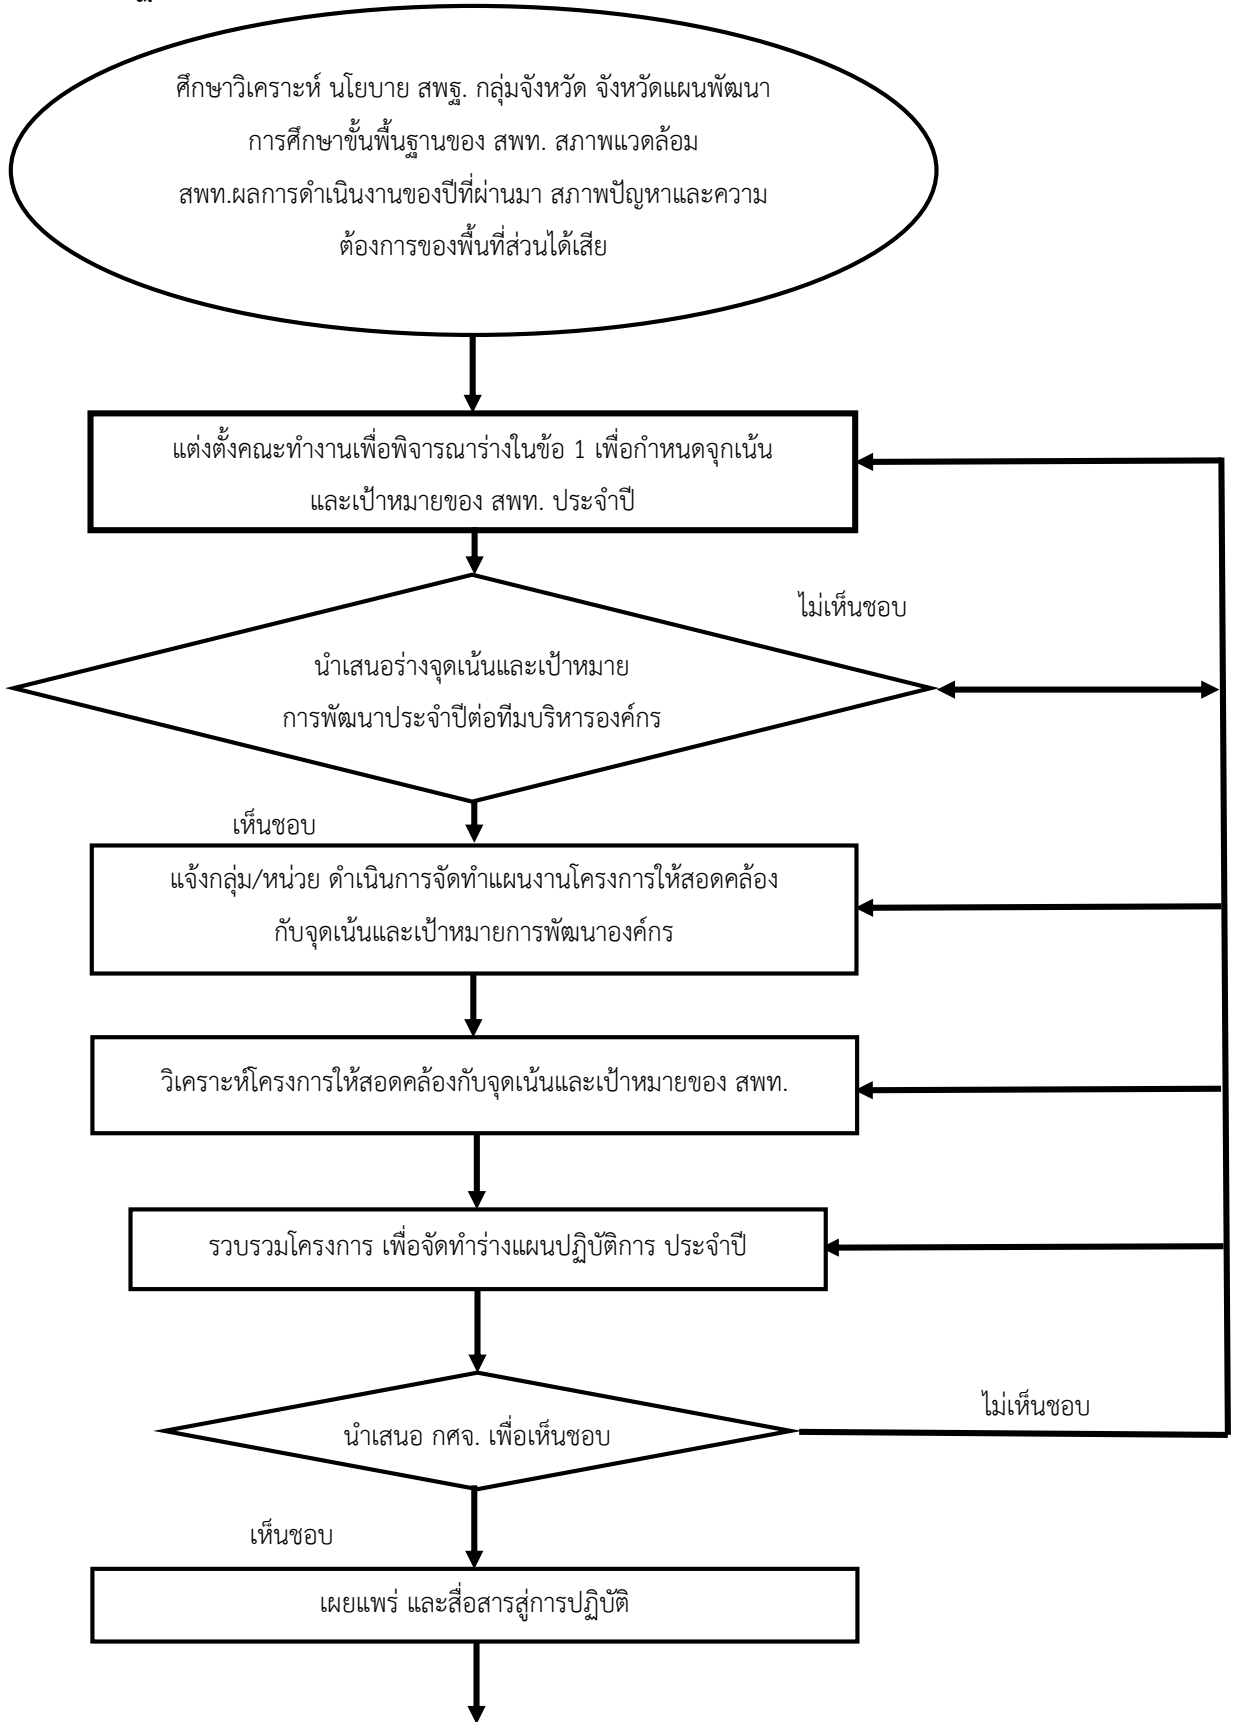 ศึกษาวิเคราะห์ นโยบาย สพฐ. กลุ่มจังหวัด จังหวัดแผนพัฒนา
การศึกษาขั้นพื้นฐานของ สพท. สภาพแวดล้อม
สพท.ผลการดำเนินงานของปีที่ผ่านมา สภาพปัญหาและความ
ต้องการของพื้นที่ส่วนได้เสีย
แต่งตั้งคณะทำงานเพื่อพิจารณาร่างในข้อ 1 เพื่อกำหนดจุกเน้น
และเป้าหมายของ สพท. ประจำปี
ไม่เห็นชอบ
นำเสนอร่างจุดเน้นและเป้าหมาย
การพัฒนาประจำปีต่อทีมบริหารองค์กร
เห็นชอบ
แจ้งกลุ่ม/หน่วย ดำเนินการจัดทำแผนงานโครงการให้สอดคล้อง
กับจุดเน้นและเป้าหมายการพัฒนาองค์กร
วิเคราะห์โครงการให้สอดคล้องกับจุดเน้นและเป้าหมายของ สพท.
รวบรวมโครงการ เพื่อจัดทำร่างแผนปฏิบัติการ ประจำปี
ไม่เห็นชอบ
นำเสนอ กศจ. เพื่อเห็นชอบ
เห็นชอบ
เผยแพร่ และสื่อสารสู่การปฏิบัติ